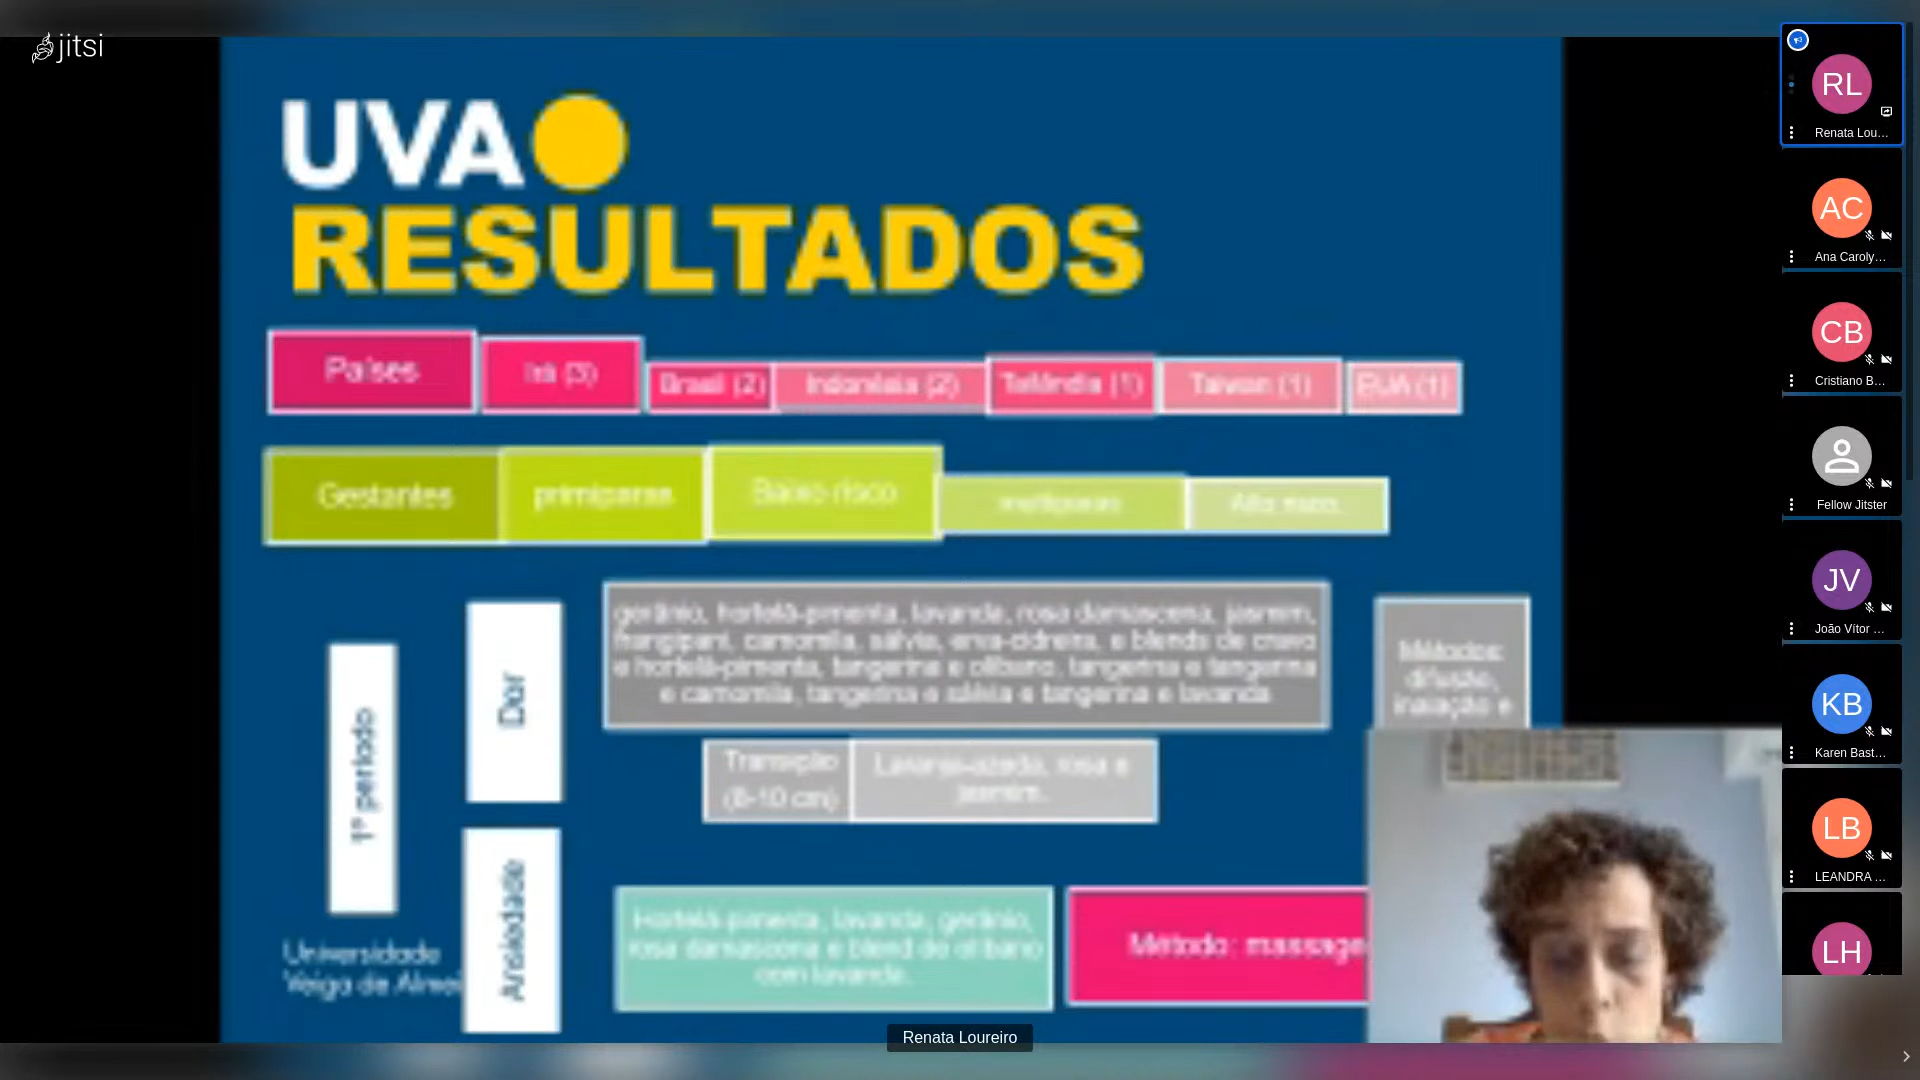 jitsi
UVA
RESULTADOS
Países
Irã (3)
Brasil (2)
Indonésia (2)
Tailândia (1)
Taiwan (1)
EUA (1)
Gestantes
primíparas
Baixo risco
multíparas
Alto risco.
1º período
Dor
gerânio, hortelã-pimenta, lavanda, rosa damascena, jasmim,
frangipani, camomila, sálvia, erva-cidreira, e blends de cravo
e hortelã-pimenta, tangerina e olíbano, tangerina e tangerina
e camomila, tangerina e sálvia e tangerina e lavanda
Métodos:
difusão,
inalação e
Transição
(8-10 cm)
Laranja-azeda, rosa e
jasmim.
Ansiedade
Hortelã-pimenta, lavanda, gerânio,
rosa damascena e blend de olíbano
com lavanda.
Método: massage
Universidade
Veiga de Almei
Renata Loureiro
RL
Renata Lou...
AC
Ana Caroly...
CB
Cristiano B...
Fellow Jitster
JV
João Vítor ...
KB
Karen Bast...
LB
LEANDRA ...
LH